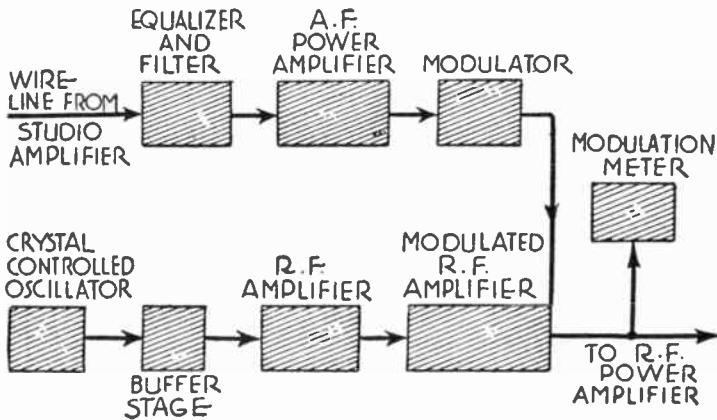 EQUALIZER
AND
FILTER
A.F.
POWER
AMPLIFIER
MODULATOR
WIRE-
LINE FROM
STUDIO
AMPLIFIER
MODULATION
METER
CRYSTAL
CONTROLLED
OSCILLATOR
R.F.
AMPLIFIER
MODULATED
R.F.
AMPLIFIER
BUFFER
STAGE
TO R.F.
POWER
AMPLIFIER